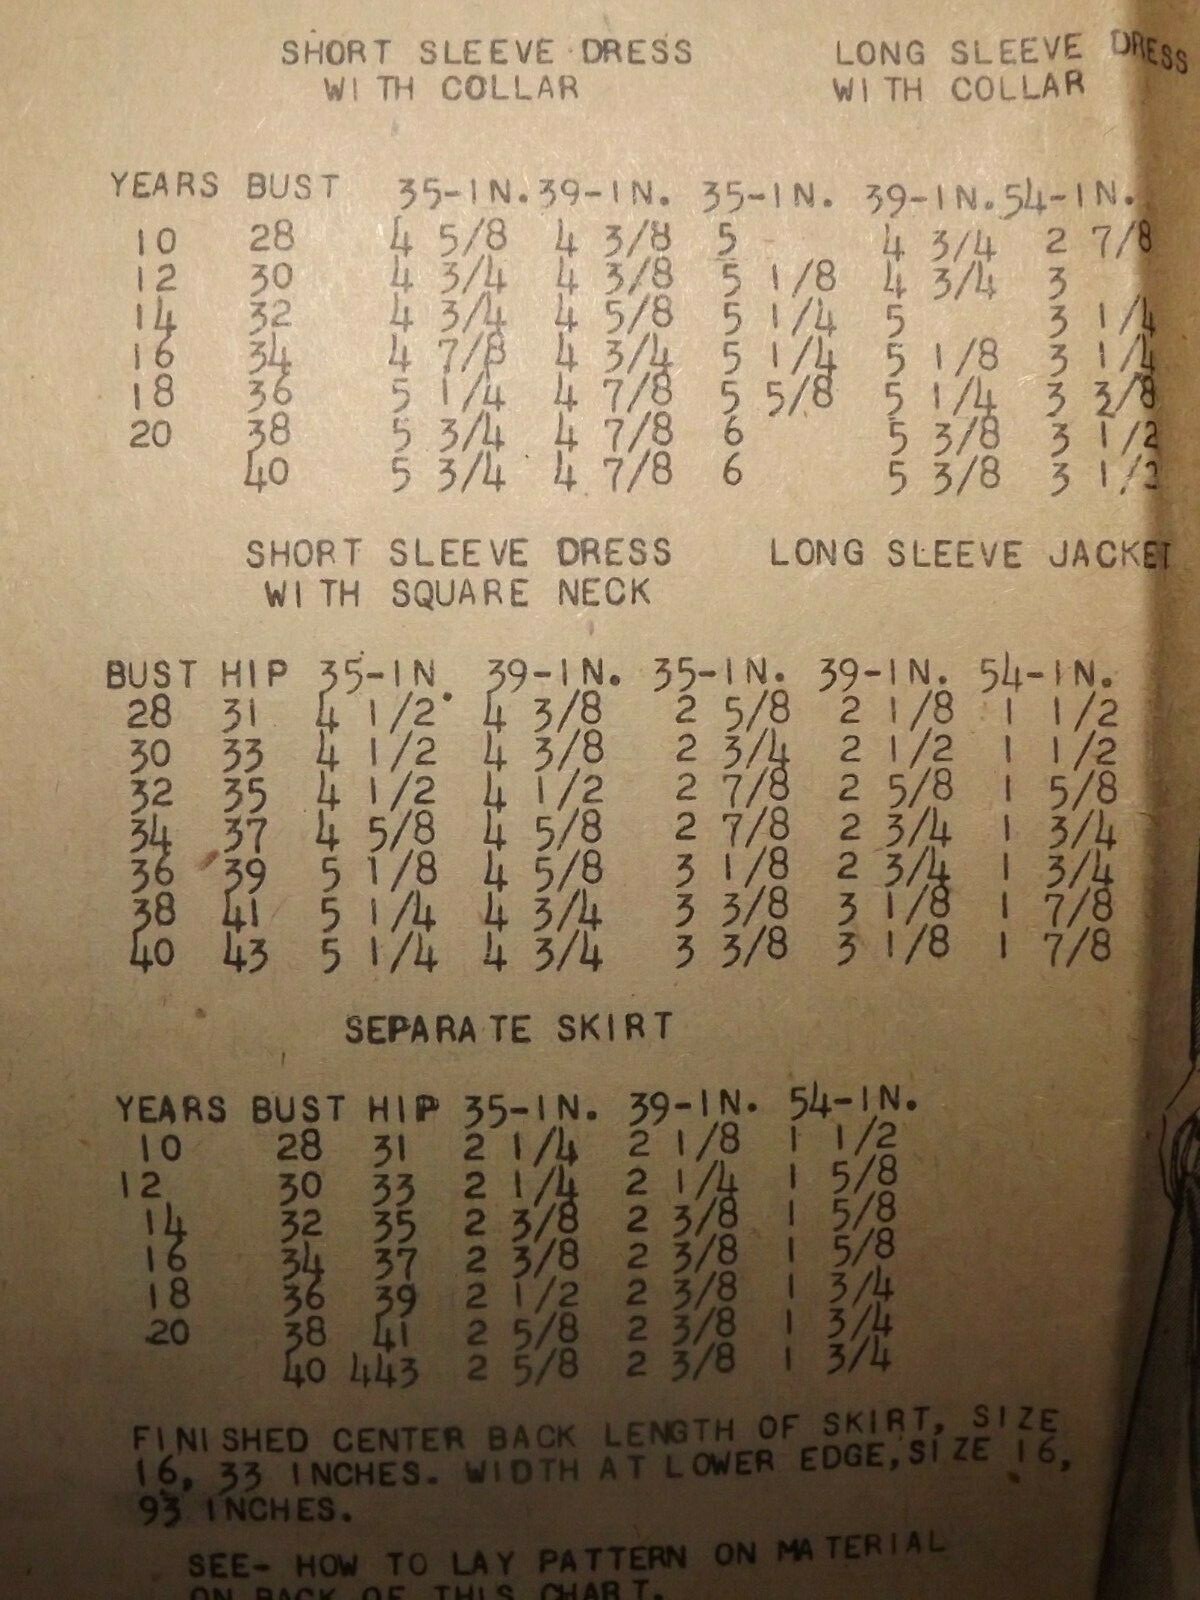 SHORT SLEEVE DRESS LONG SLEEVE DRESS
WITH COLLAR WITH COLLAR
YEARS BUST 35-IN. 39-IN. 35-IN. 39-IN. 54-IN.
10 28 4 5/8 4 3/8 5 4 3/4 2 7/8
12 30 4 3/4 4 3/8 5 1/8 4 3/4 3
14 32 4 3/4 4 5/8 5 1/4 5 3 1/4
16 34 4 7/8 4 3/4 5 1/4 5 1/8 3 1/4
18 36 5 1/4 4 7/8 5 5/8 5 1/4 3 3/8
20 38 5 3/4 4 7/8 6 5 3/8 3 1/2
40 5 3/4 4 7/8 6 5 3/8 3 1/2
SHORT SLEEVE DRESS LONG SLEEVE JACKET
WITH SQUARE NECK
BUST HIP 35-IN. 39-IN. 35-IN. 39-IN. 54-IN.
28 31 4 1/2 4 3/8 2 5/8 2 1/8 1 1/2
30 33 4 1/2 4 3/8 2 3/4 2 1/2 1 1/2
32 35 4 1/2 4 1/2 2 7/8 2 5/8 1 5/8
34 37 4 5/8 4 5/8 2 7/8 2 3/4 1 3/4
36 39 5 1/8 4 5/8 3 1/8 2 3/4 1 3/4
38 41 5 1/4 4 3/4 3 3/8 3 1/8 1 7/8
40 43 5 1/4 4 3/4 3 3/8 3 1/8 1 7/8
SEPARATE SKIRT
YEARS BUST HIP 35-IN. 39-IN. 54-IN.
10 28 31 2 1/4 2 1/8 1 1/2
12 30 33 2 1/4 2 1/4 1 5/8
14 32 35 2 3/8 2 3/8 1 5/8
16 34 37 2 3/8 2 3/8 1 5/8
18 36 39 2 1/2 2 3/8 1 3/4
20 38 41 2 5/8 2 3/8 1 3/4
40 443 2 5/8 2 3/8 1 3/4
FINISHED CENTER BACK LENGTH OF SKIRT, SIZE
16, 33 INCHES. WIDTH AT LOWER EDGE, SIZE 16,
93 INCHES.
SEE- HOW TO LAY PATTERN ON MATERIAL
ON BACK OF THIS CHART.